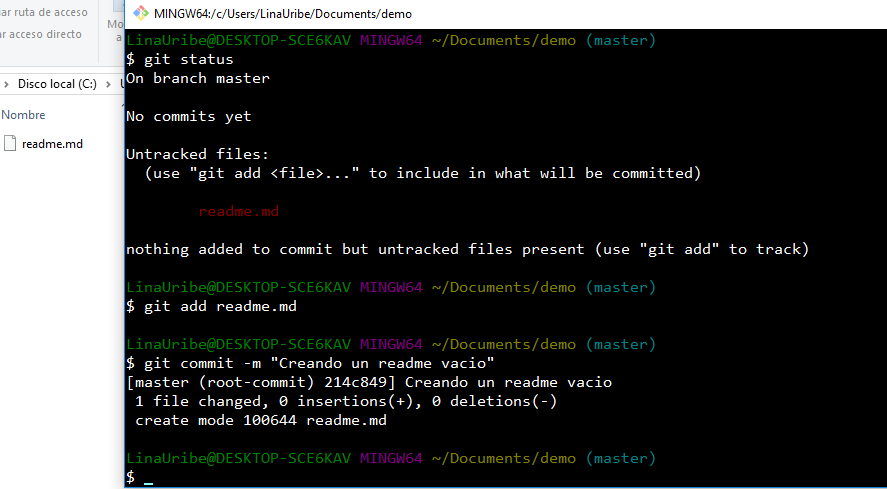 iar ruta de acceso
ar acceso directo
Mo
a
Disco local (C:)
Nombre
readme.md
MINGW64:/c/Users/LinaUribe/Documents/demo
LinaUribe@DESKTOP-SCE6KAV MINGW64 ~/Documents/demo (master)
$ git status
On branch master
No commits yet
Untracked files:
(use "git add <file>..." to include in what will be committed)
readme.md
nothing added to commit but untracked files present (use "git add" to track)
LinaUribe@DESKTOP-SCE6KAV MINGW64 ~/Documents/demo (master)
$ git add readme.md
LinaUribe@DESKTOP-SCE6KAV MINGW64 ~/Documents/demo (master)
$ git commit -m "Creando un readme vacio"
[master (root-commit) 214c849] Creando un readme vacio
1 file changed, 0 insertions(+), 0 deletions(-)
create mode 100644 readme.md
LinaUribe@DESKTOP-SCE6KAV MINGW64 ~/Documents/demo (master)
$ _